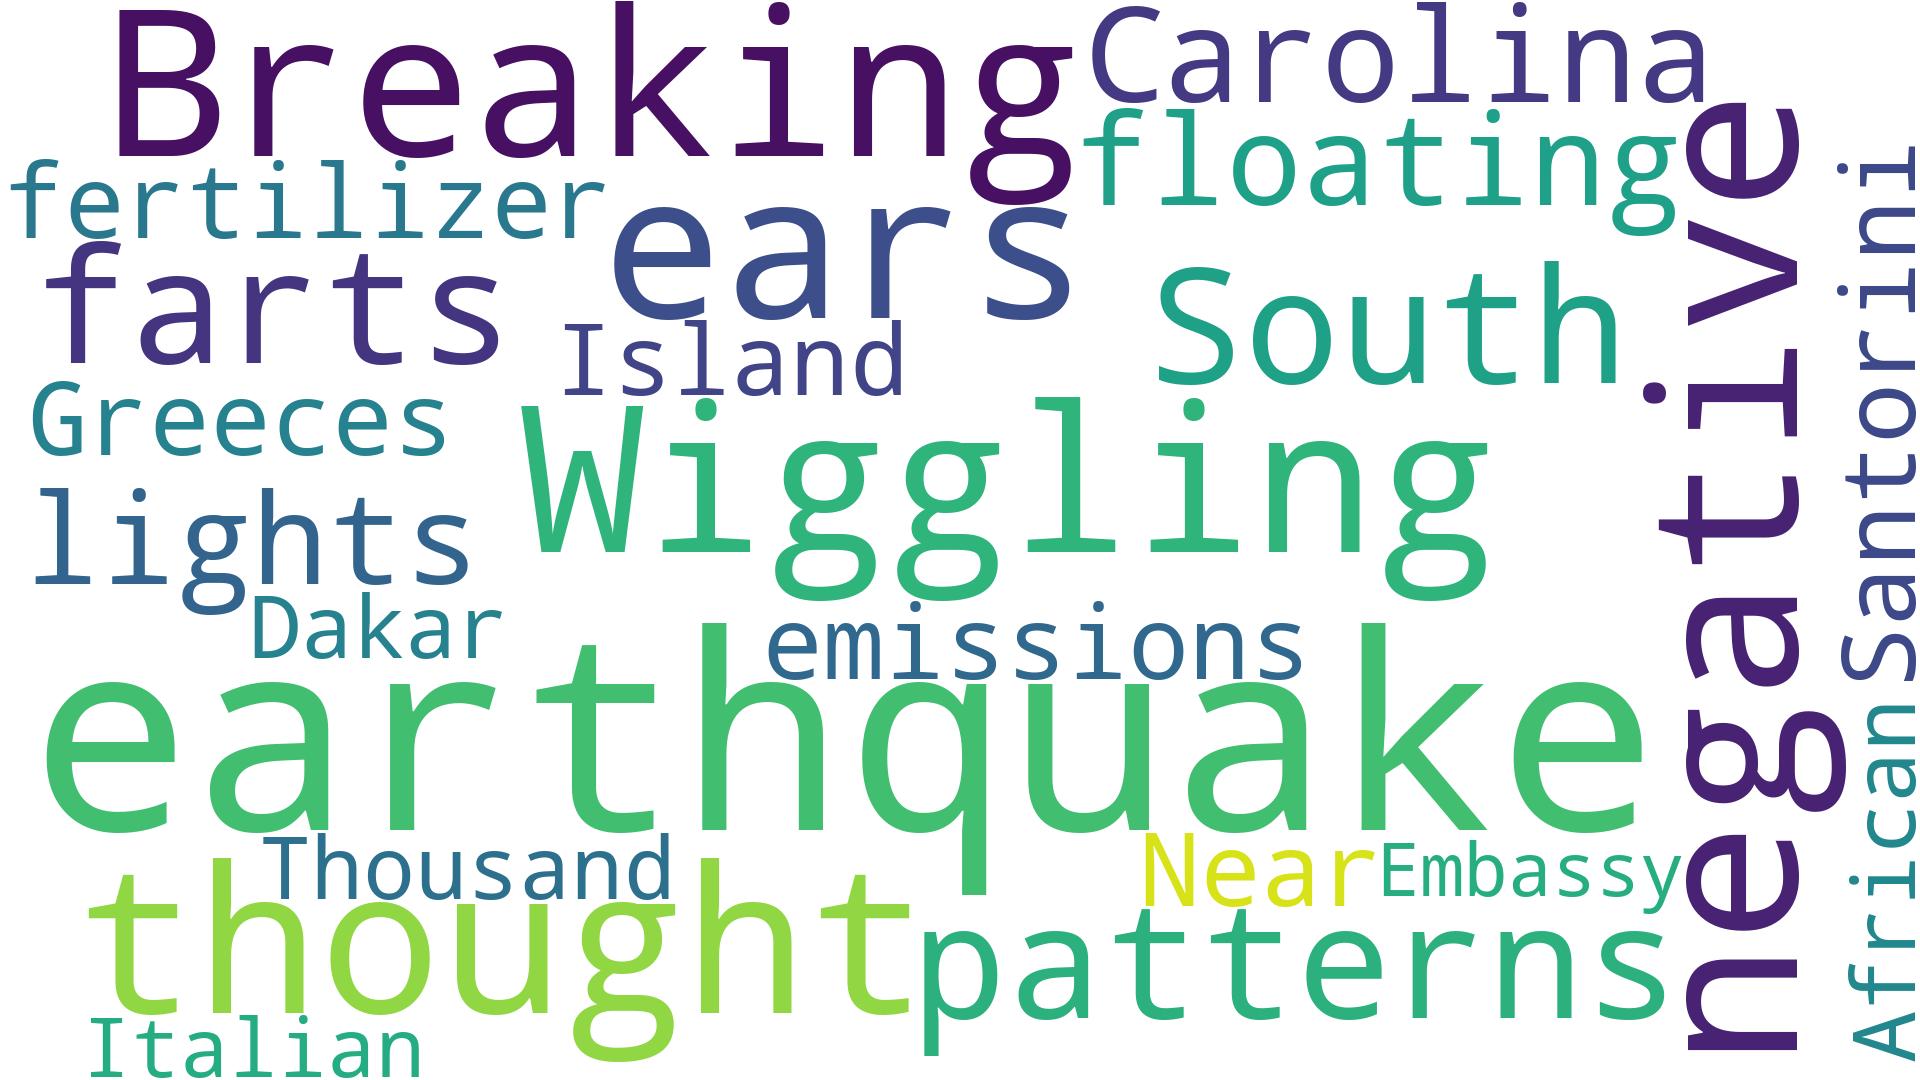 Breaking
Carolina
floating
fertilizer
ears
farts
South
Island
Greeces
Wiggling
lights
Dakar
emissions
earthquake
Thousand
Near
Embassy
thought
patterns
Italian
negative
Santorini
African